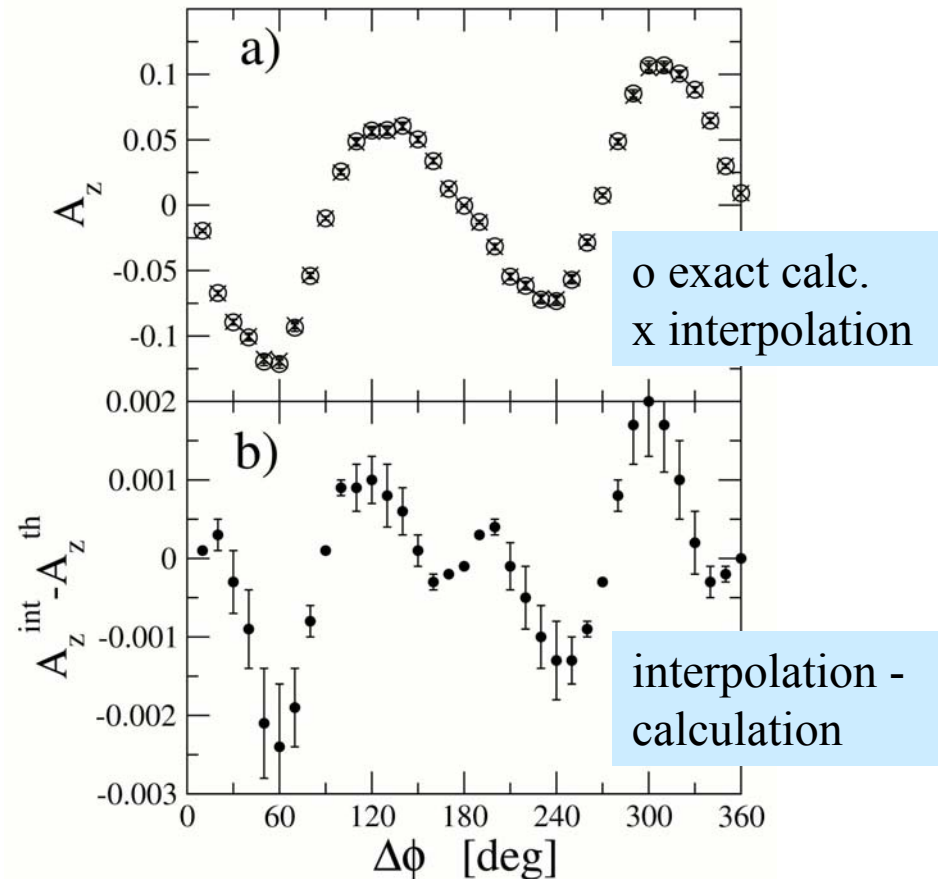 a)
0.1
0.05
0
-0.05
-0.1
A_z
o exact calc.
x interpolation
b)
0.002
0.001
0
-0.001
-0.002
-0.003
A_z^int-A_z^th
interpolation -
calculation
0 60 120 180 240 300 360
Δϕ [deg]